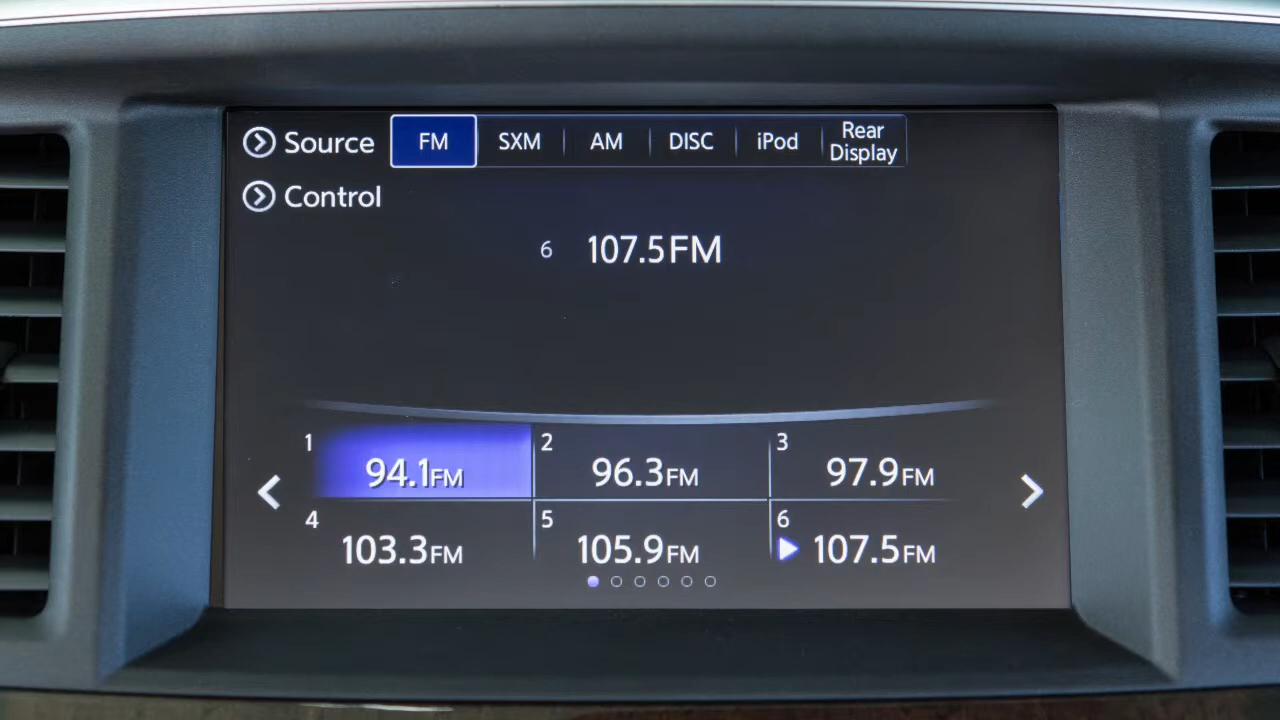 Source FM SXM AM DISC iPod Rear Display
Control
6 107.5FM
1 94.1FM 2 96.3FM 3 97.9FM
4 103.3FM 5 105.9FM 6 107.5FM